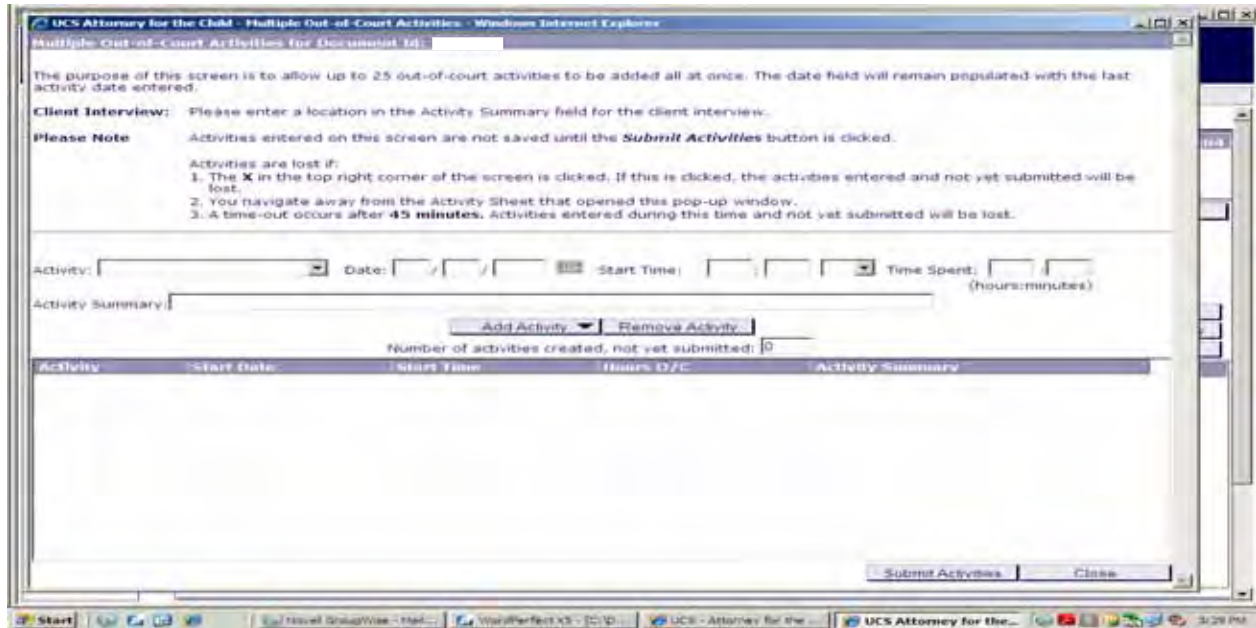 UCS Attorney for the Child - Multiple Out-of-Court Activities - Windows Internet Explorer
Multiple Out-of-Court Activities for Document Id:
The purpose of this screen is to allow up to 25 out-of-court activities to be added all at once. The date field will remain populated with the last
activity date entered.
Client Interview: Please enter a location in the Activity Summary field for the client interview.
Please Note Activities entered on this screen are not saved until the Submit Activities button is clicked.
Activities are lost if:
1. The X in the top right corner of the screen is clicked. If this is clicked, the activities entered and not yet submitted will be
lost.
2. You navigate away from the Activity Sheet that opened this pop-up window.
3. A time-out occurs after 45 minutes. Activities entered during this time and not yet submitted will be lost.
Activity: Date: / / Start Time: : Time Spent: :
(hours:minutes)
Activity Summary:
Add Activity Remove Activity
Number of activities created, not yet submitted: 0
Activity Start Date Start Time Hours O/C Activity Summary
Submit Activities Close
Start Novell GroupWise - Mail... WordPerfect X5 - [C:\D... UCS - Attorney for the ... UCS Attorney for the... 3:29 PM